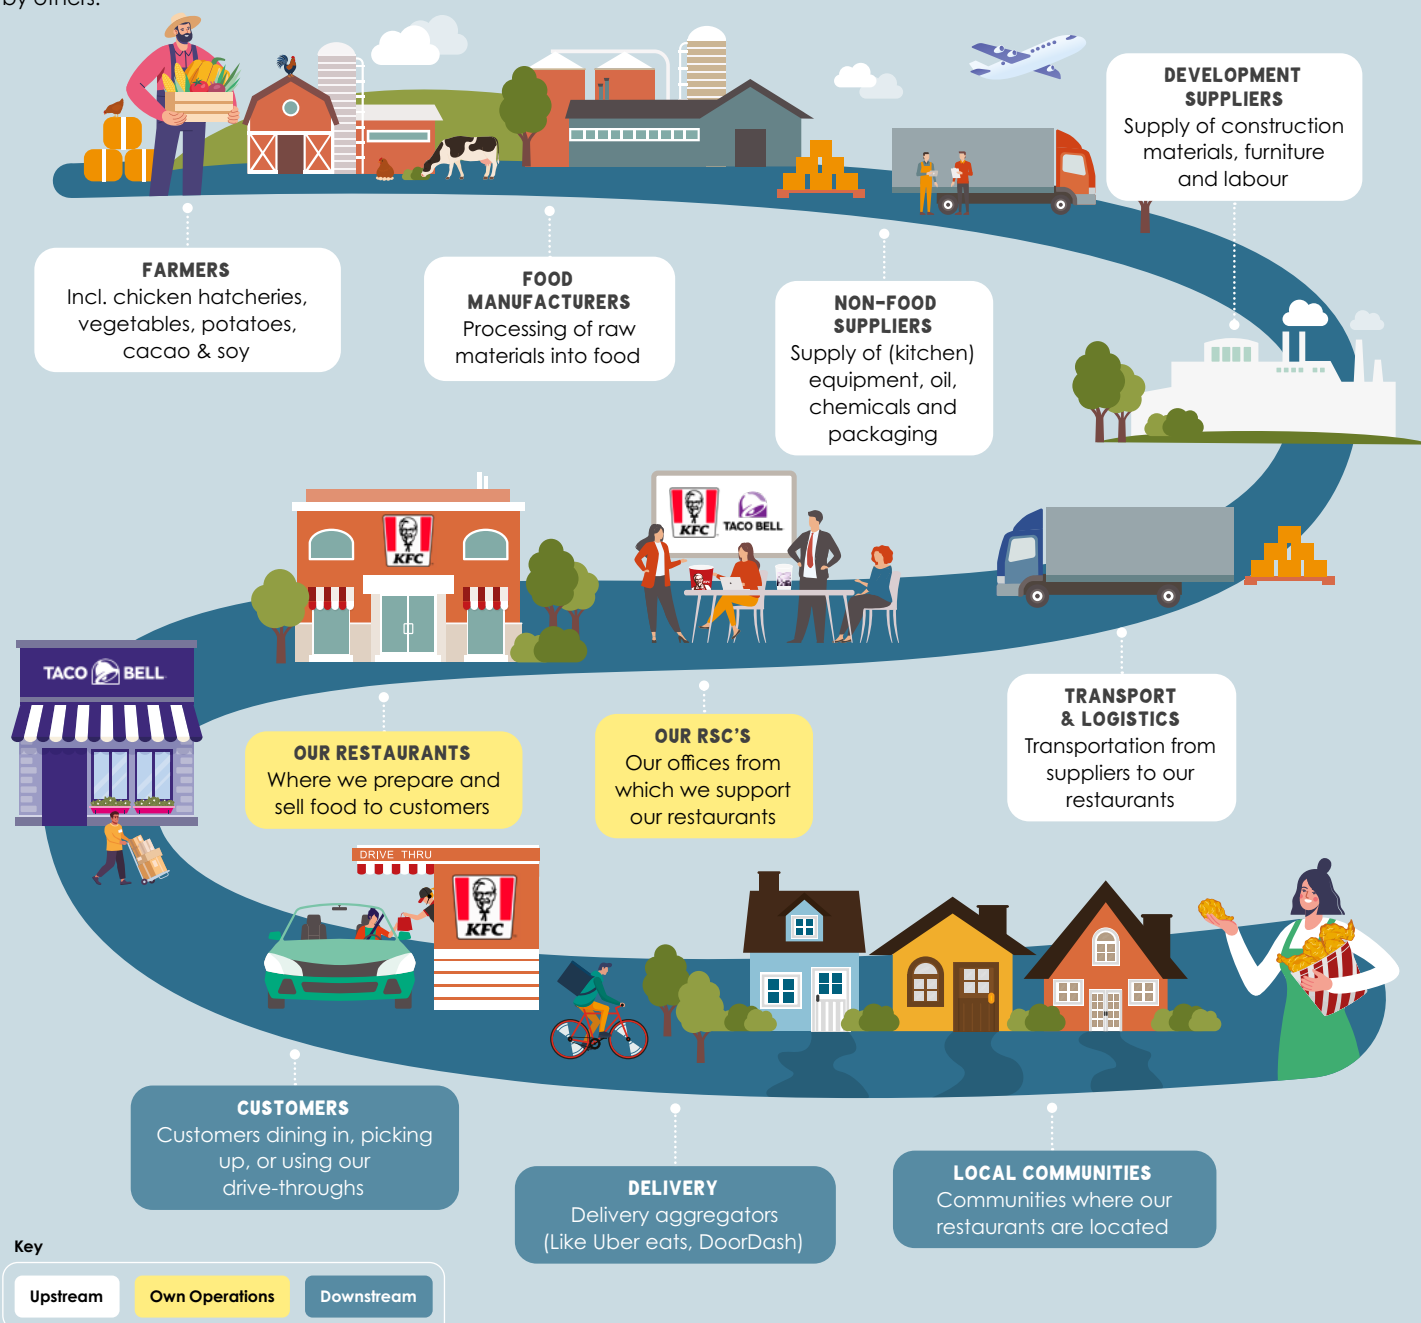 by others.
DEVELOPMENT
SUPPLIERS
Supply of construction
materials, furniture
and labour
FARMERS
Incl. chicken hatcheries,
vegetables, potatoes,
cacao & soy
FOOD
MANUFACTURERS
Processing of raw
materials into food
NON-FOOD
SUPPLIERS
Supply of (kitchen)
equipment, oil,
chemicals and
packaging
KFC
KFC
TACO BELL
TACO BELL
OUR RESTAURANTS
Where we prepare and
sell food to customers
OUR RSC'S
Our offices from
which we support
our restaurants
TRANSPORT
& LOGISTICS
Transportation from
suppliers to our
restaurants
DRIVE THRU
KFC
CUSTOMERS
Customers dining in, picking
up, or using our
drive-throughs
DELIVERY
Delivery aggregators
(Like Uber eats, DoorDash)
LOCAL COMMUNITIES
Communities where our
restaurants are located
Key
Upstream
Own Operations
Downstream